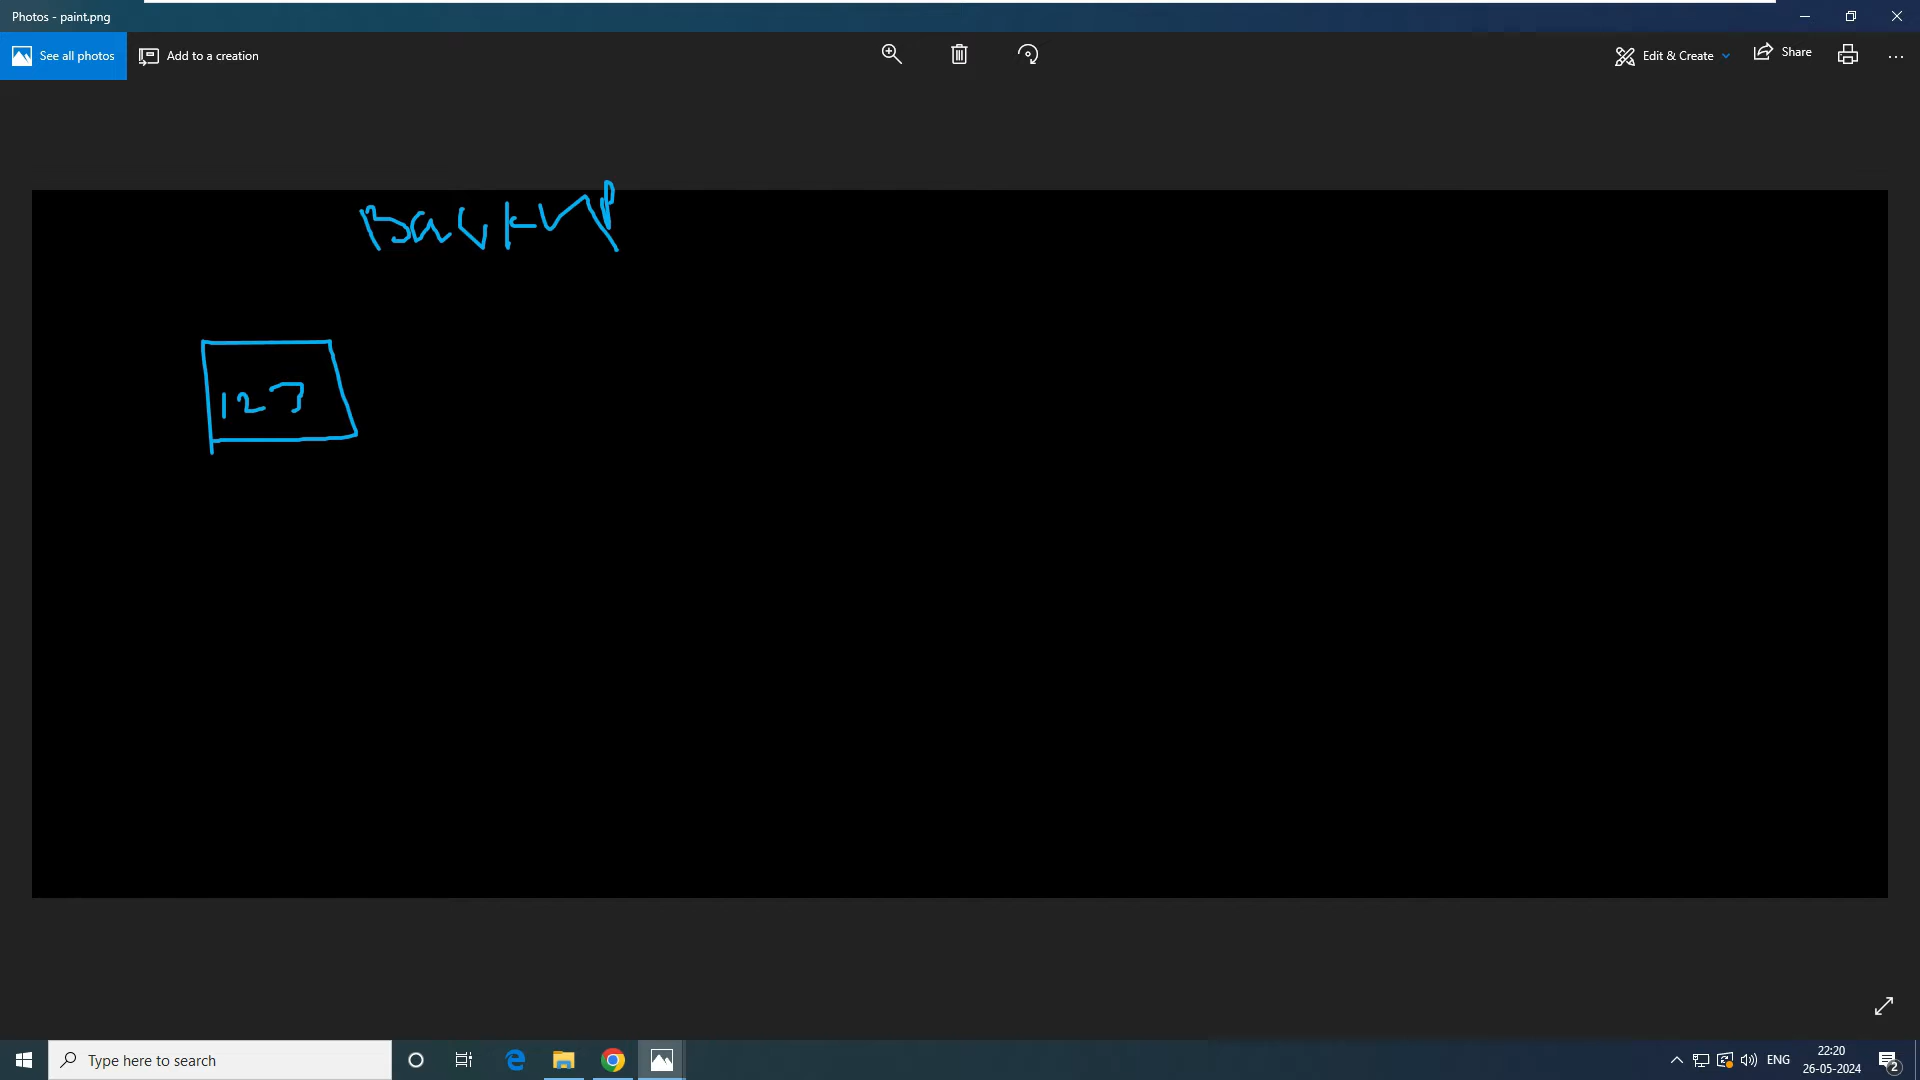 Photos - paint.png
See all photos
Add to a creation
Edit & Create
Share
Backup
123
Type here to search
ENG
22:20
26-05-2024
2